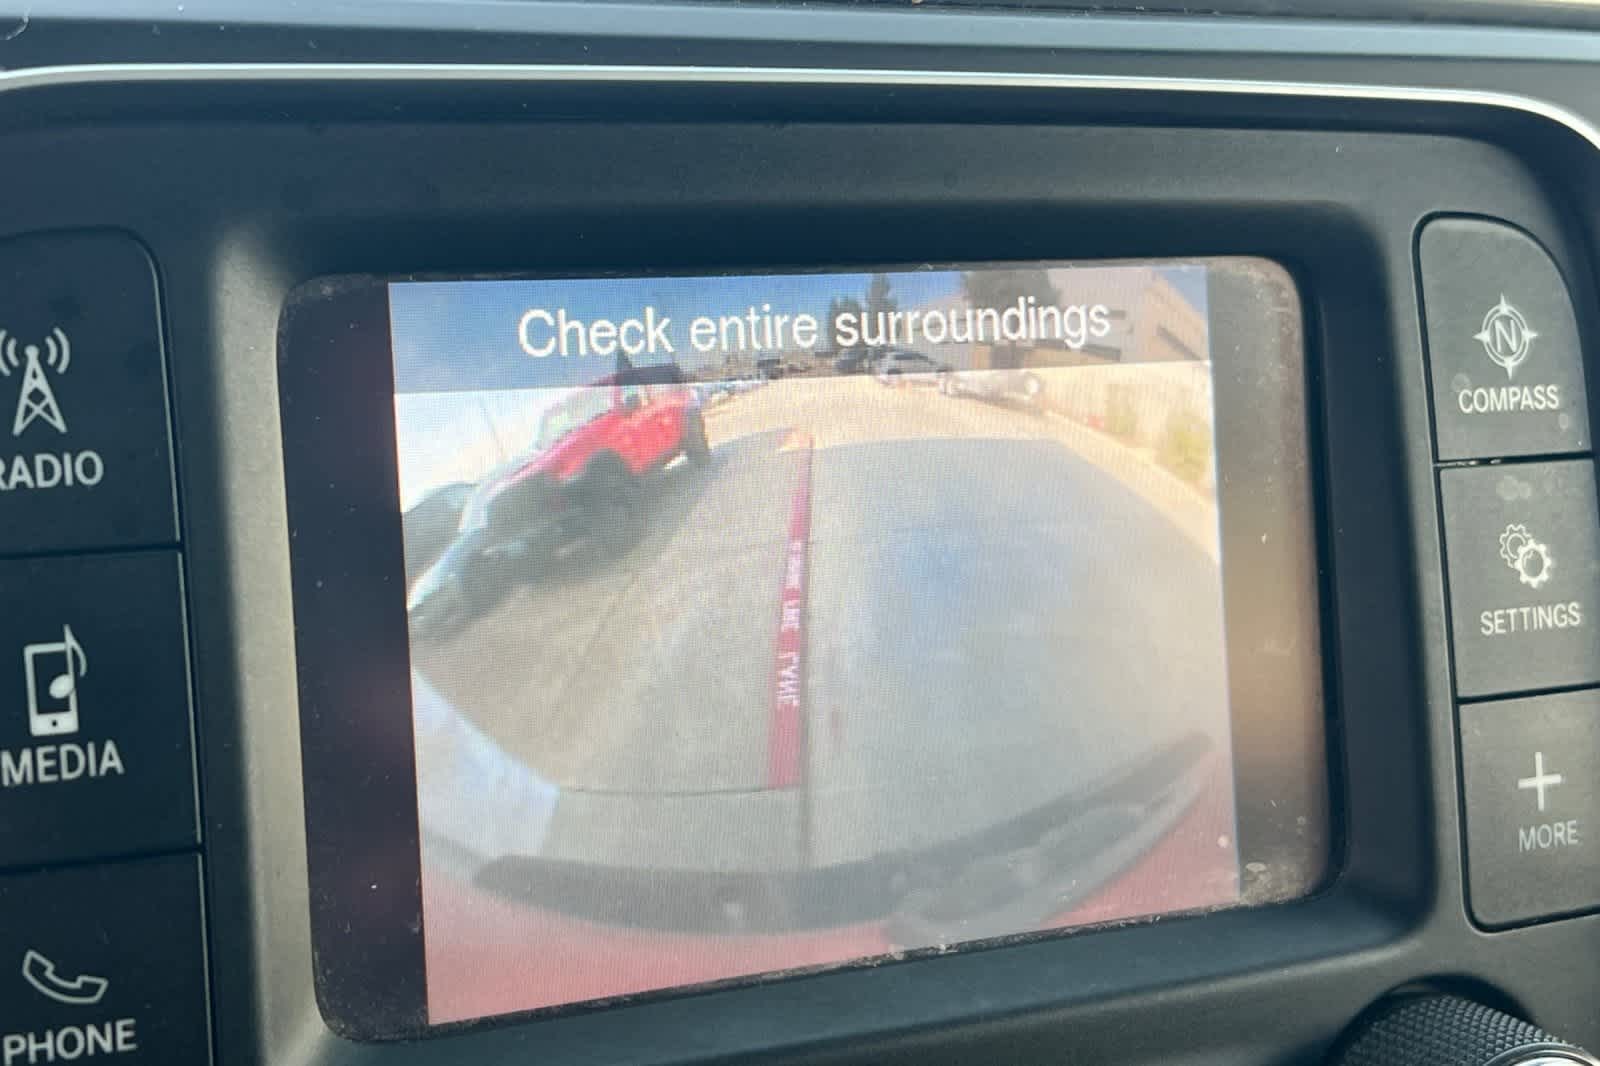 Check entire surroundings
RADIO
MEDIA
PHONE
N
COMPASS
SETTINGS
MORE